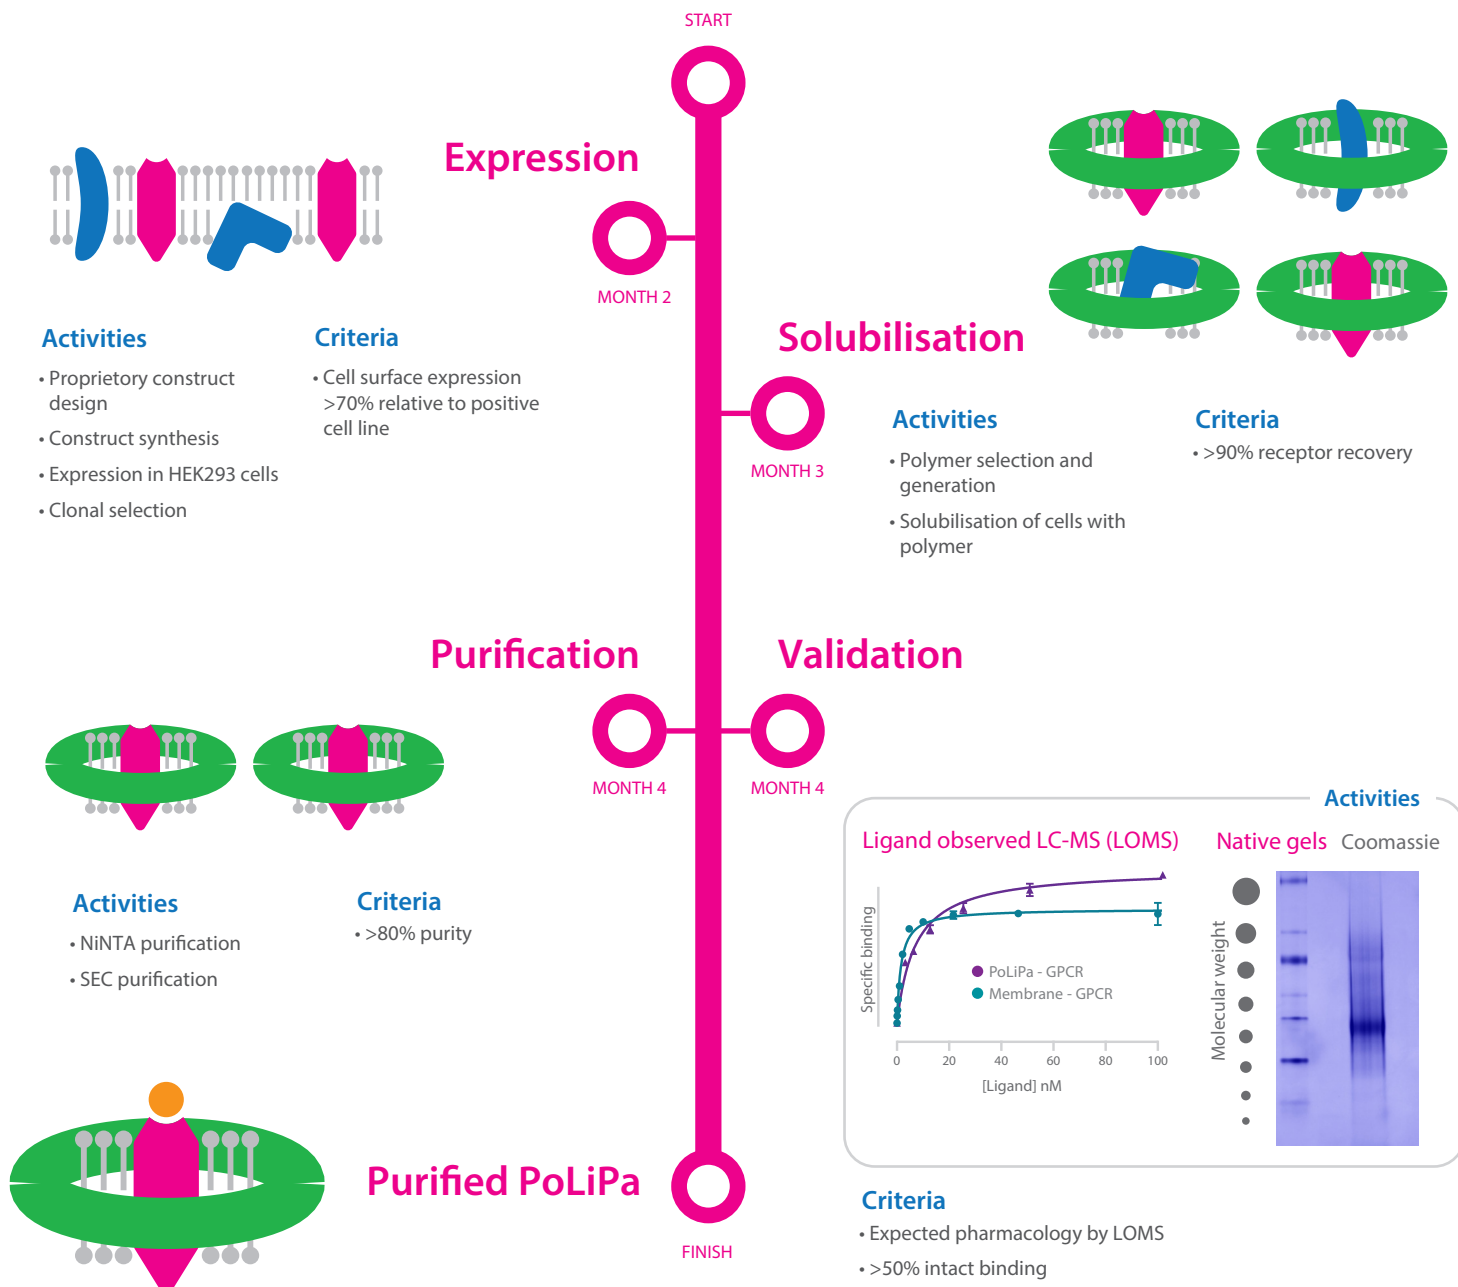 START
Expression
MONTH 2
Activities
• Proprietory construct
design
• Construct synthesis
• Expression in HEK293 cells
• Clonal selection
Criteria
• Cell surface expression
>70% relative to positive
cell line
Solubilisation
MONTH 3
Activities
• Polymer selection and
generation
• Solubilisation of cells with
polymer
Criteria
• >90% receptor recovery
Purification
MONTH 4
Activities
• NiNTA purification
• SEC purification
Criteria
• >80% purity
Validation
MONTH 4
Activities
Ligand observed LC-MS (LOMS)
Specific binding
PoLiPa - GPCR
Membrane - GPCR
0 20 40 60 80 100
[Ligand] nM
Native gels Coomassie
Molecular weight
Criteria
• Expected pharmacology by LOMS
• >50% intact binding
Purified PoLiPa
FINISH